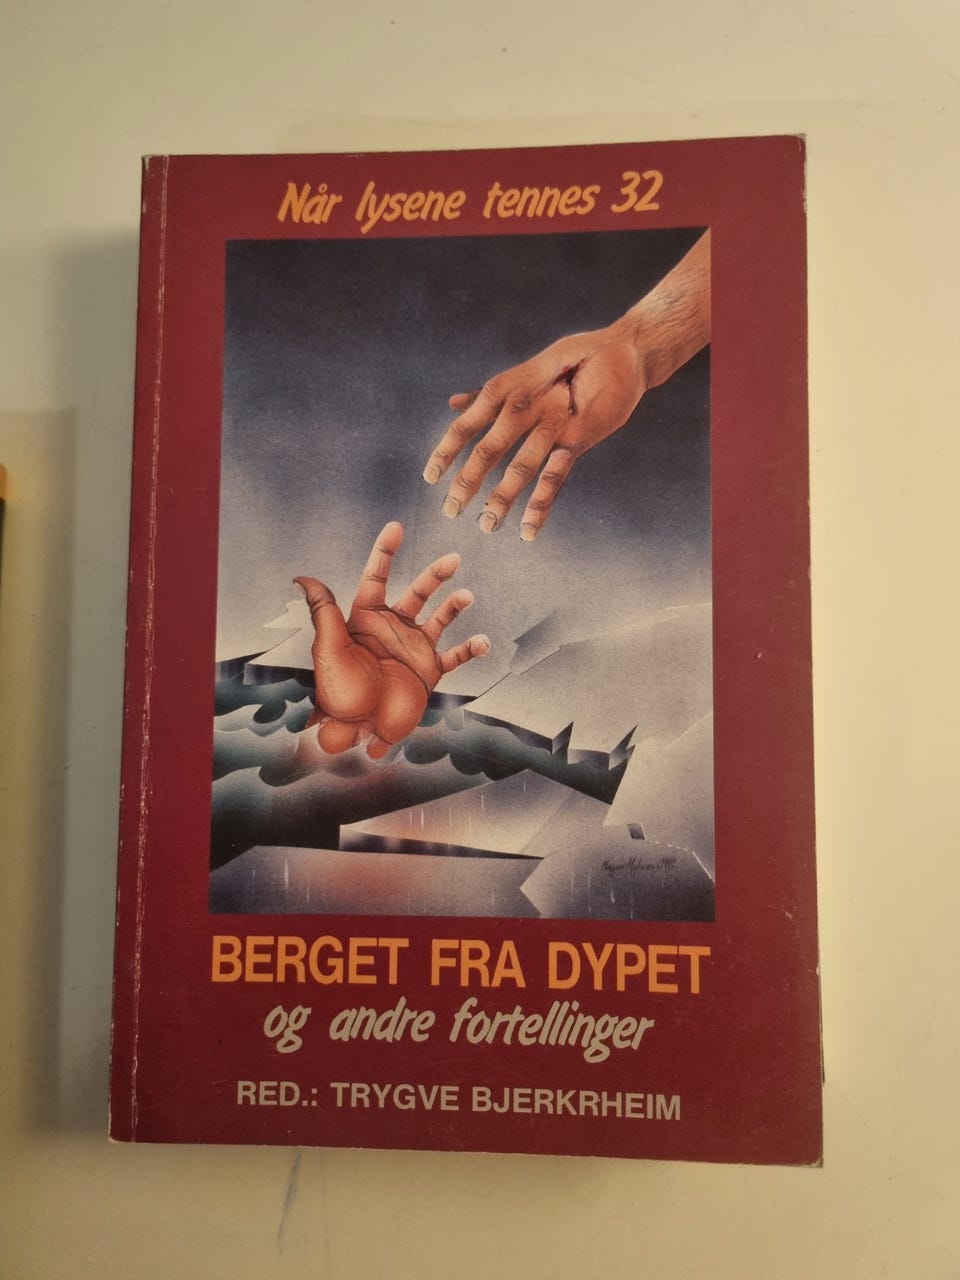 Når lysene tennes 32
BERGET FRA DYPET
og andre fortellinger
RED.: TRYGVE BJERKRHEIM